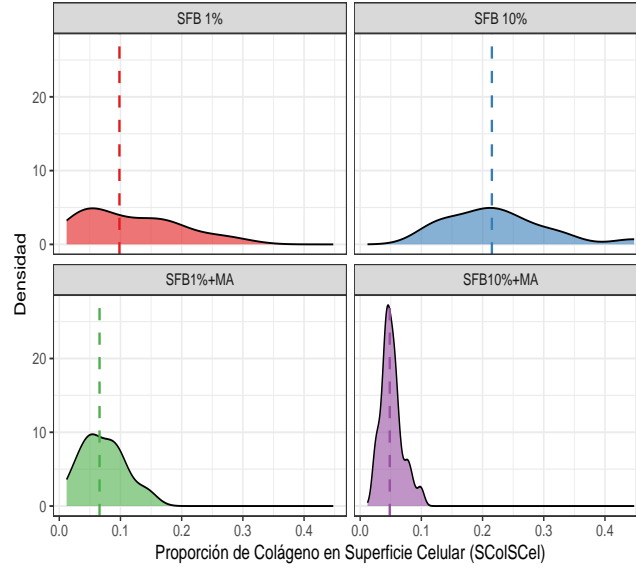 SFB 1%
SFB 10%
20
10
0
Densidad
SFB1%+MA
SFB10%+MA
20
10
0
0.0 0.1 0.2 0.3 0.4 0.0 0.1 0.2 0.3 0.4
Proporción de Colágeno en Superficie Celular (SColSCel)